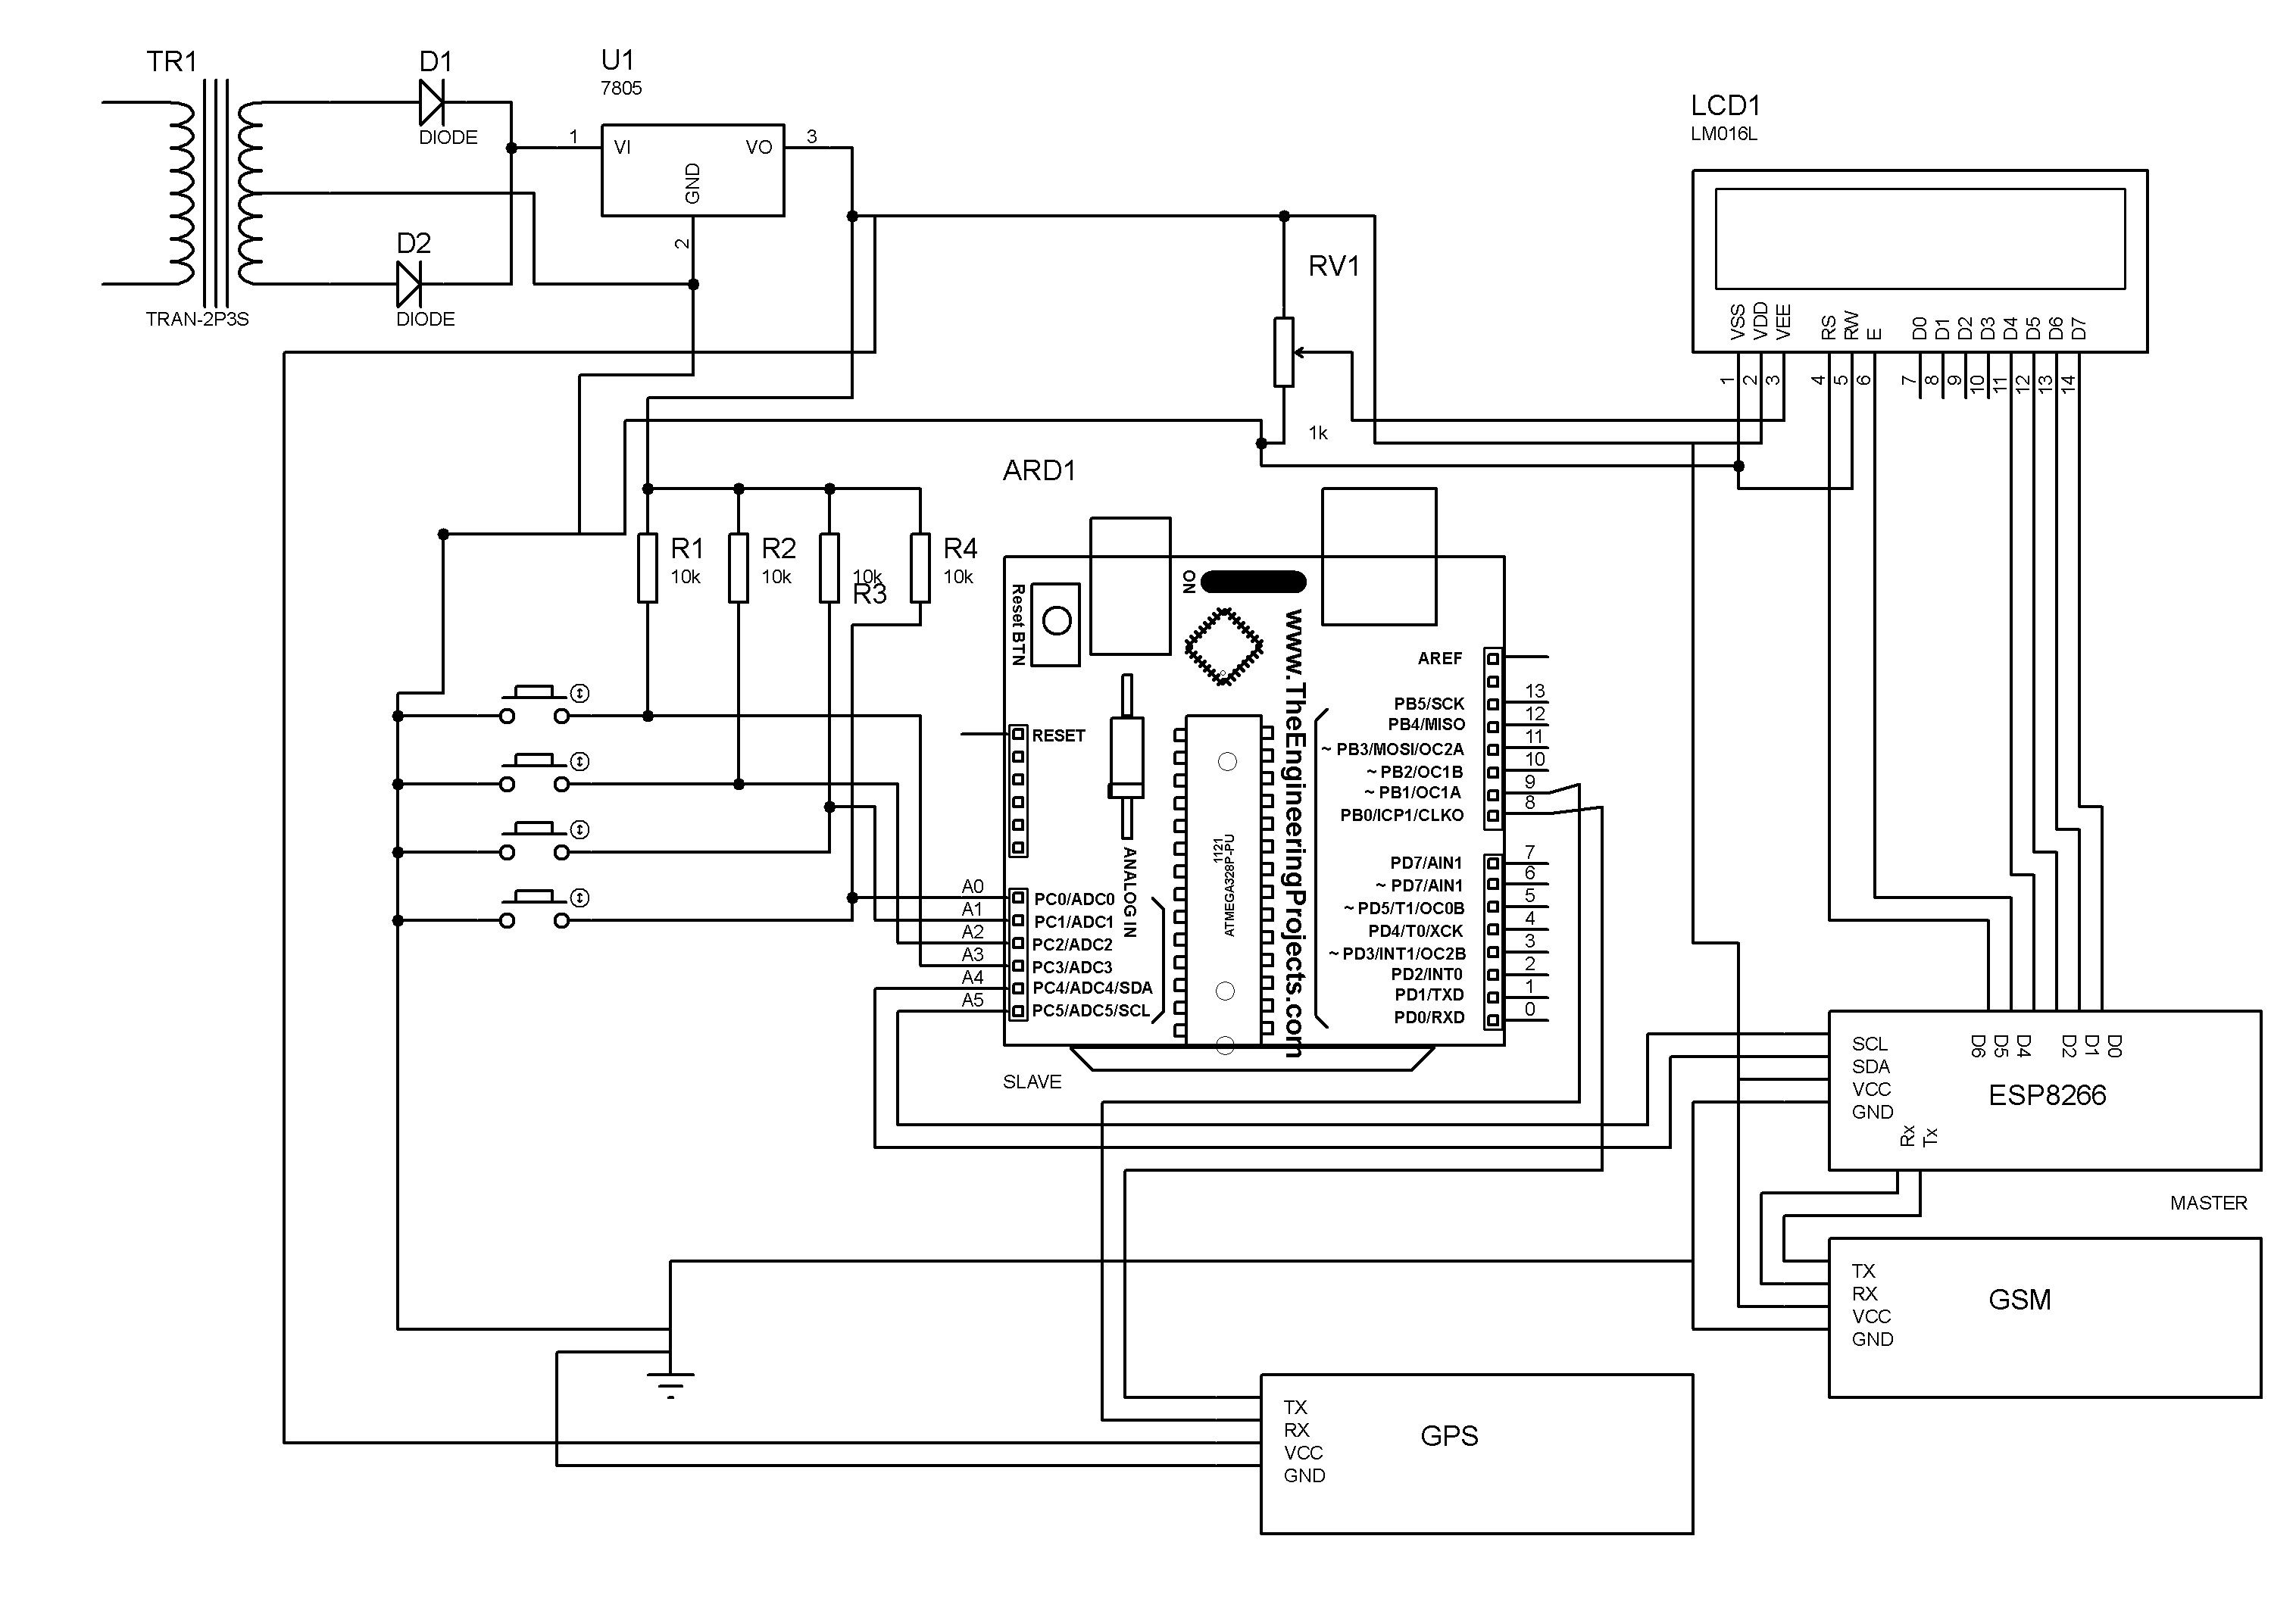 TR1
TRAN-2P3S
D1
DIODE
D2
DIODE
U1
7805
1
VI
VO
3
GND
2
RV1
1k
LCD1
LM016L
VSS
VDD
VEE
RS
RW
E
D0
D1
D2
D3
D4
D5
D6
D7
1
2
3
4
5
6
7
8
9
10
11
12
13
14
R1
10k
R2
10k
10k
R3
R4
10k
ARD1
Reset BTN
ON
www.TheEngineeringProjects.com
RESET
ANALOG IN
1121
ATMEGA328P-PU
A0
PC0/ADC0
A1
PC1/ADC1
A2
PC2/ADC2
A3
PC3/ADC3
A4
PC4/ADC4/SDA
A5
PC5/ADC5/SCL
AREF
PB5/SCK
13
PB4/MISO
12
~ PB3/MOSI/OC2A
11
~ PB2/OC1B
10
~ PB1/OC1A
9
PB0/ICP1/CLKO
8
PD7/AIN1
7
~ PD7/AIN1
6
~ PD5/T1/OC0B
5
PD4/T0/XCK
4
~ PD3/INT1/OC2B
3
PD2/INT0
2
PD1/TXD
1
PD0/RXD
0
SLAVE
SCL
SDA
VCC
GND
D6
D5
D4
D2
D1
D0
ESP8266
Rx
Tx
MASTER
TX
RX
VCC
GND
GSM
TX
RX
VCC
GND
GPS